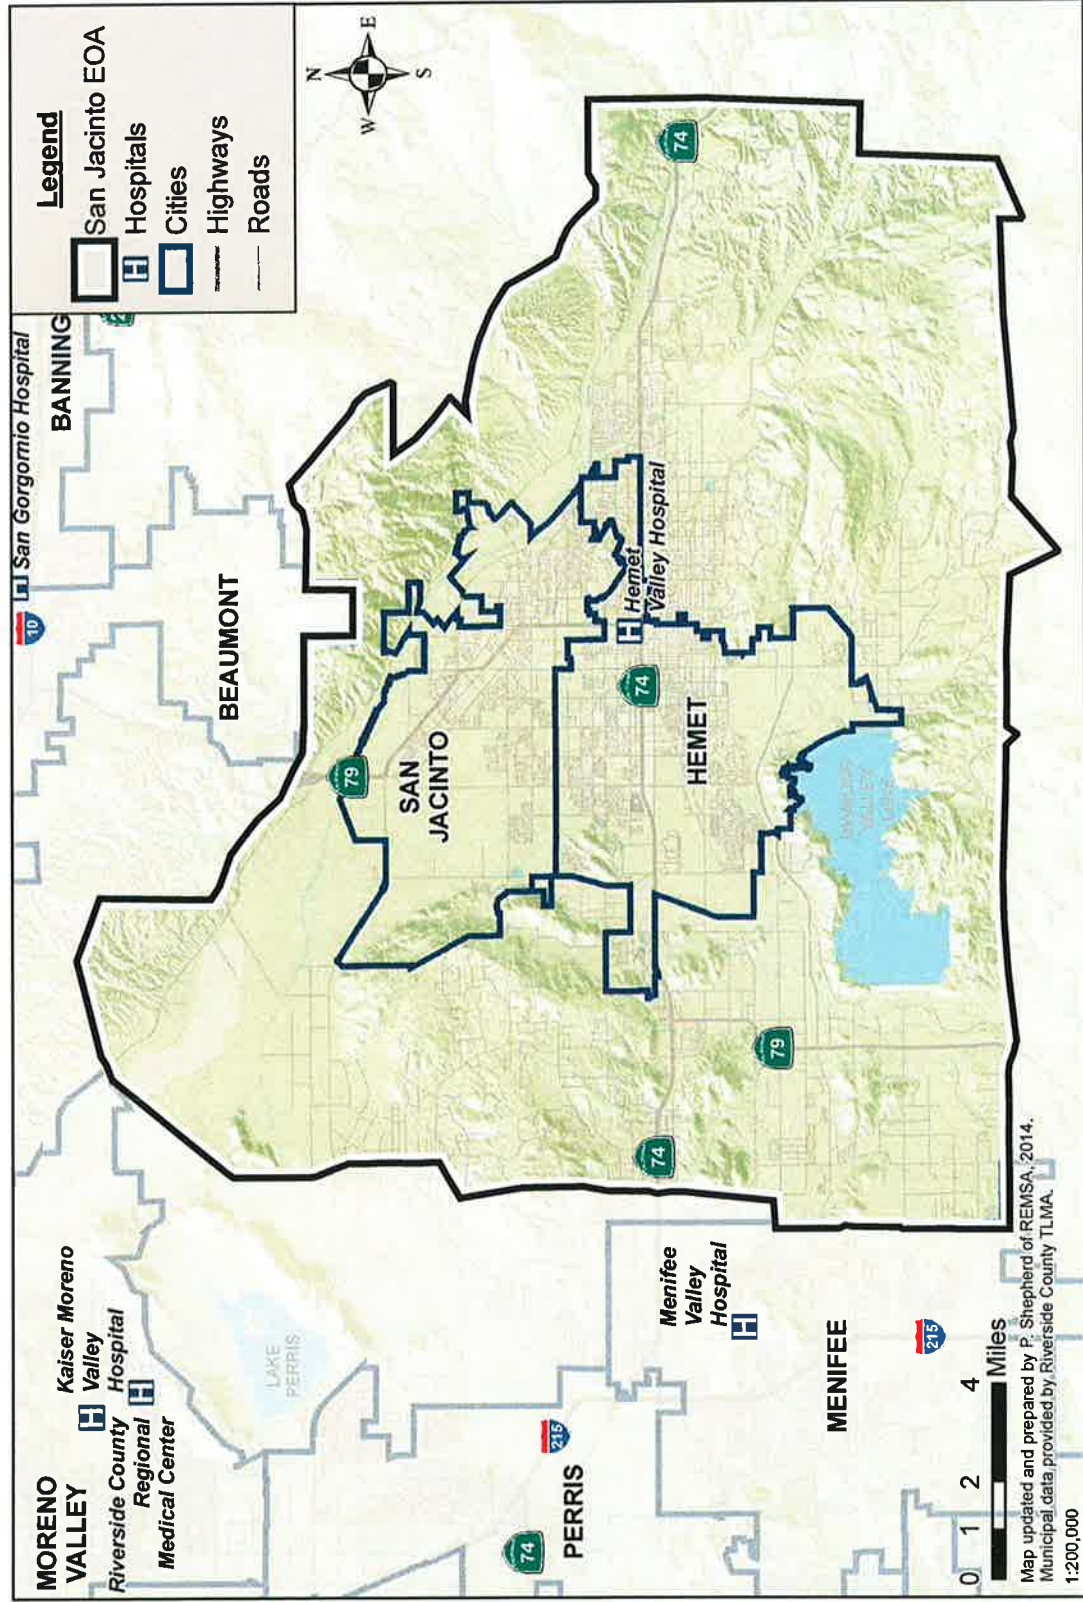 Legend
San Jacinto EOA
H Hospitals
Cities
Highways
Roads
N
W E
S
San Gorgornio Hospital
10
BANNING
BEAUMONT
MORENO
VALLEY
Kaiser Moreno
Valley
H Hospital
Riverside County
Regional H
Medical Center
LAKE
PERRIS
79
SAN
JACINTO
74
H Hemet
Valley Hospital
74
HEMET
74
79
Menifee
Valley
Hospital
H
215
74
PERRIS
MENIFEE
215
VALLEY
LAKE
0 1 2 4
Miles
Map updated and prepared by P. Shepherd of REMSA, 2014.
Municipal data provided by Riverside County TLMA.
1:200,000